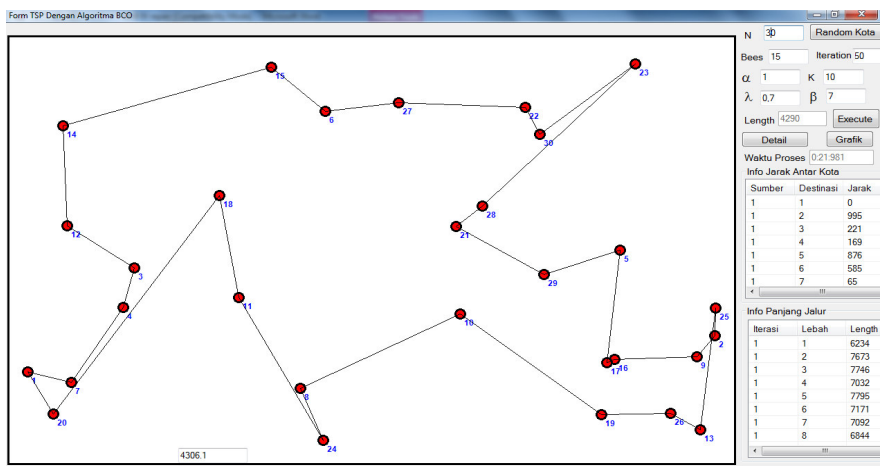 Form TSP Dengan Algoritma BCO
N 30 Random Kota
Bees 15 Iteration 50
α 1 K 10
λ 0,7 β 7
Length 4290 Execute
Detail Grafik
Waktu Proses 0:21:981
Info Jarak Antar Kota
Sumber Destinasi Jarak
1 1 0
1 2 995
1 3 221
1 4 169
1 5 876
1 6 585
1 7 65
Info Panjang Jalur
Iterasi Lebah Length
1 1 6234
1 2 7673
1 3 7746
1 4 7032
1 5 7795
1 6 7171
1 7 7092
1 8 6844
23
15
6
27
22
14
30
18
28
21
12
5
3
29
11
4
10
25
2
9
16
17
1
7
8
20
19
26
13
24
4306.1